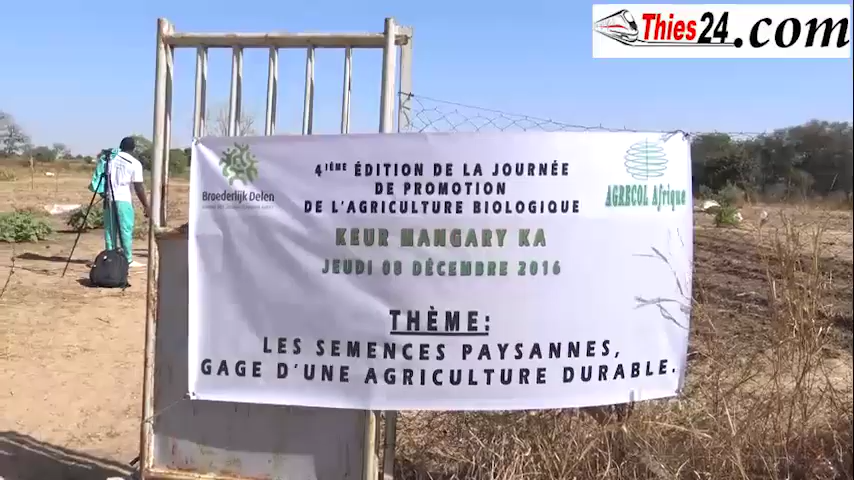 Thies24.com
Broederlijk Delen
4IÈME ÉDITION DE LA JOURNÉE
DE PROMOTION
DE L'AGRICULTURE BIOLOGIQUE
AGRECOL Afrique
KEUR MANGARY KA
JEUDI 08 DÉCEMBRE 2016
THÈME:
LES SEMENCES PAYSANNES,
GAGE D'UNE AGRICULTURE DURABLE.